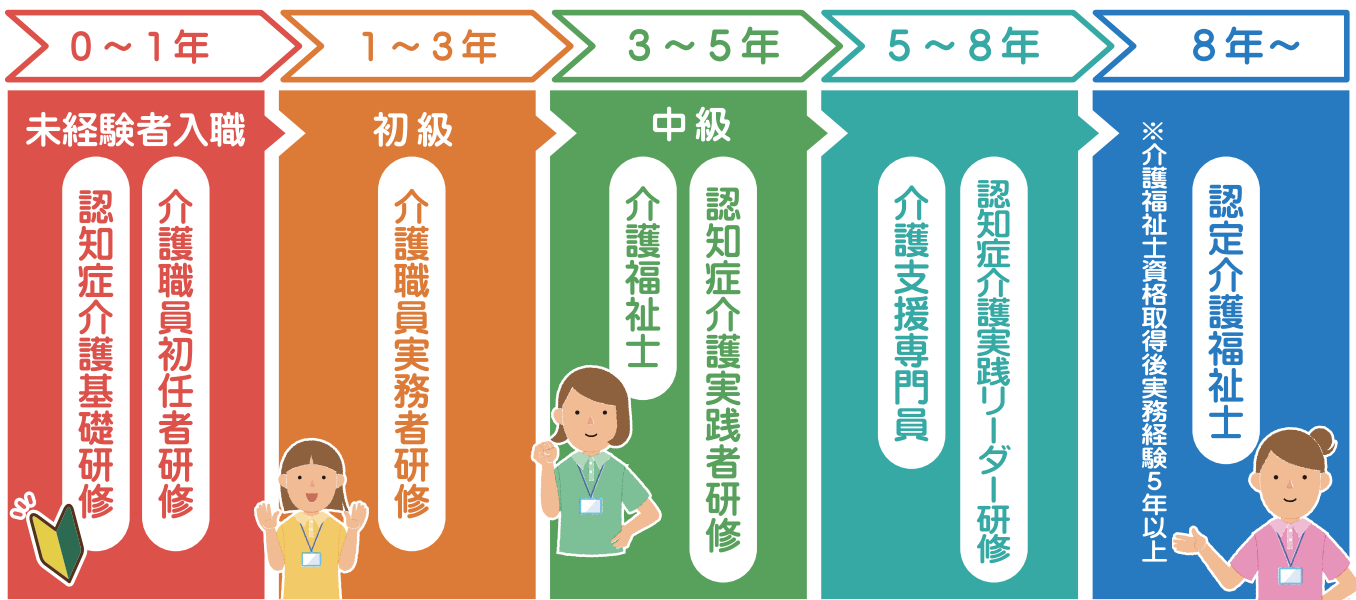 0～1年
1～3年
3～5年
5～8年
8年～
未経験者入職
介護職員初任者研修
認知症介護基礎研修
初級
介護職員実務者研修
中級
認知症介護実践者研修
介護福祉士
認知症介護実践リーダー研修
介護支援専門員
認定介護福祉士
※介護福祉士資格取得後実務経験5年以上